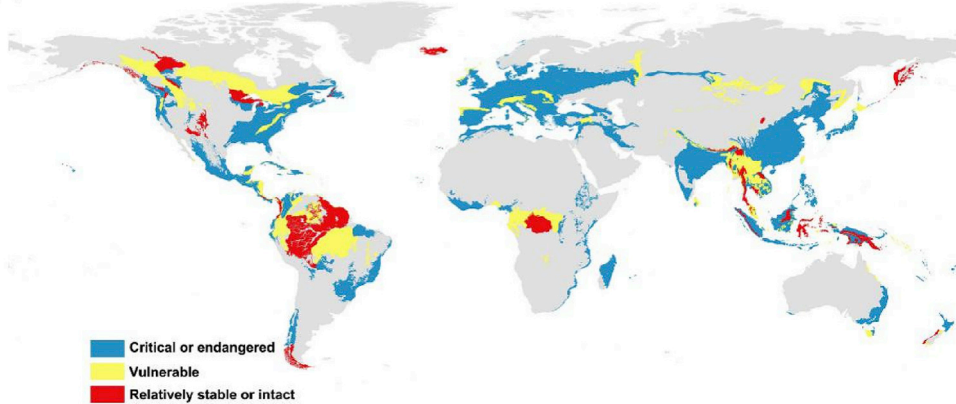 Critical or endangered
Vulnerable
Relatively stable or intact